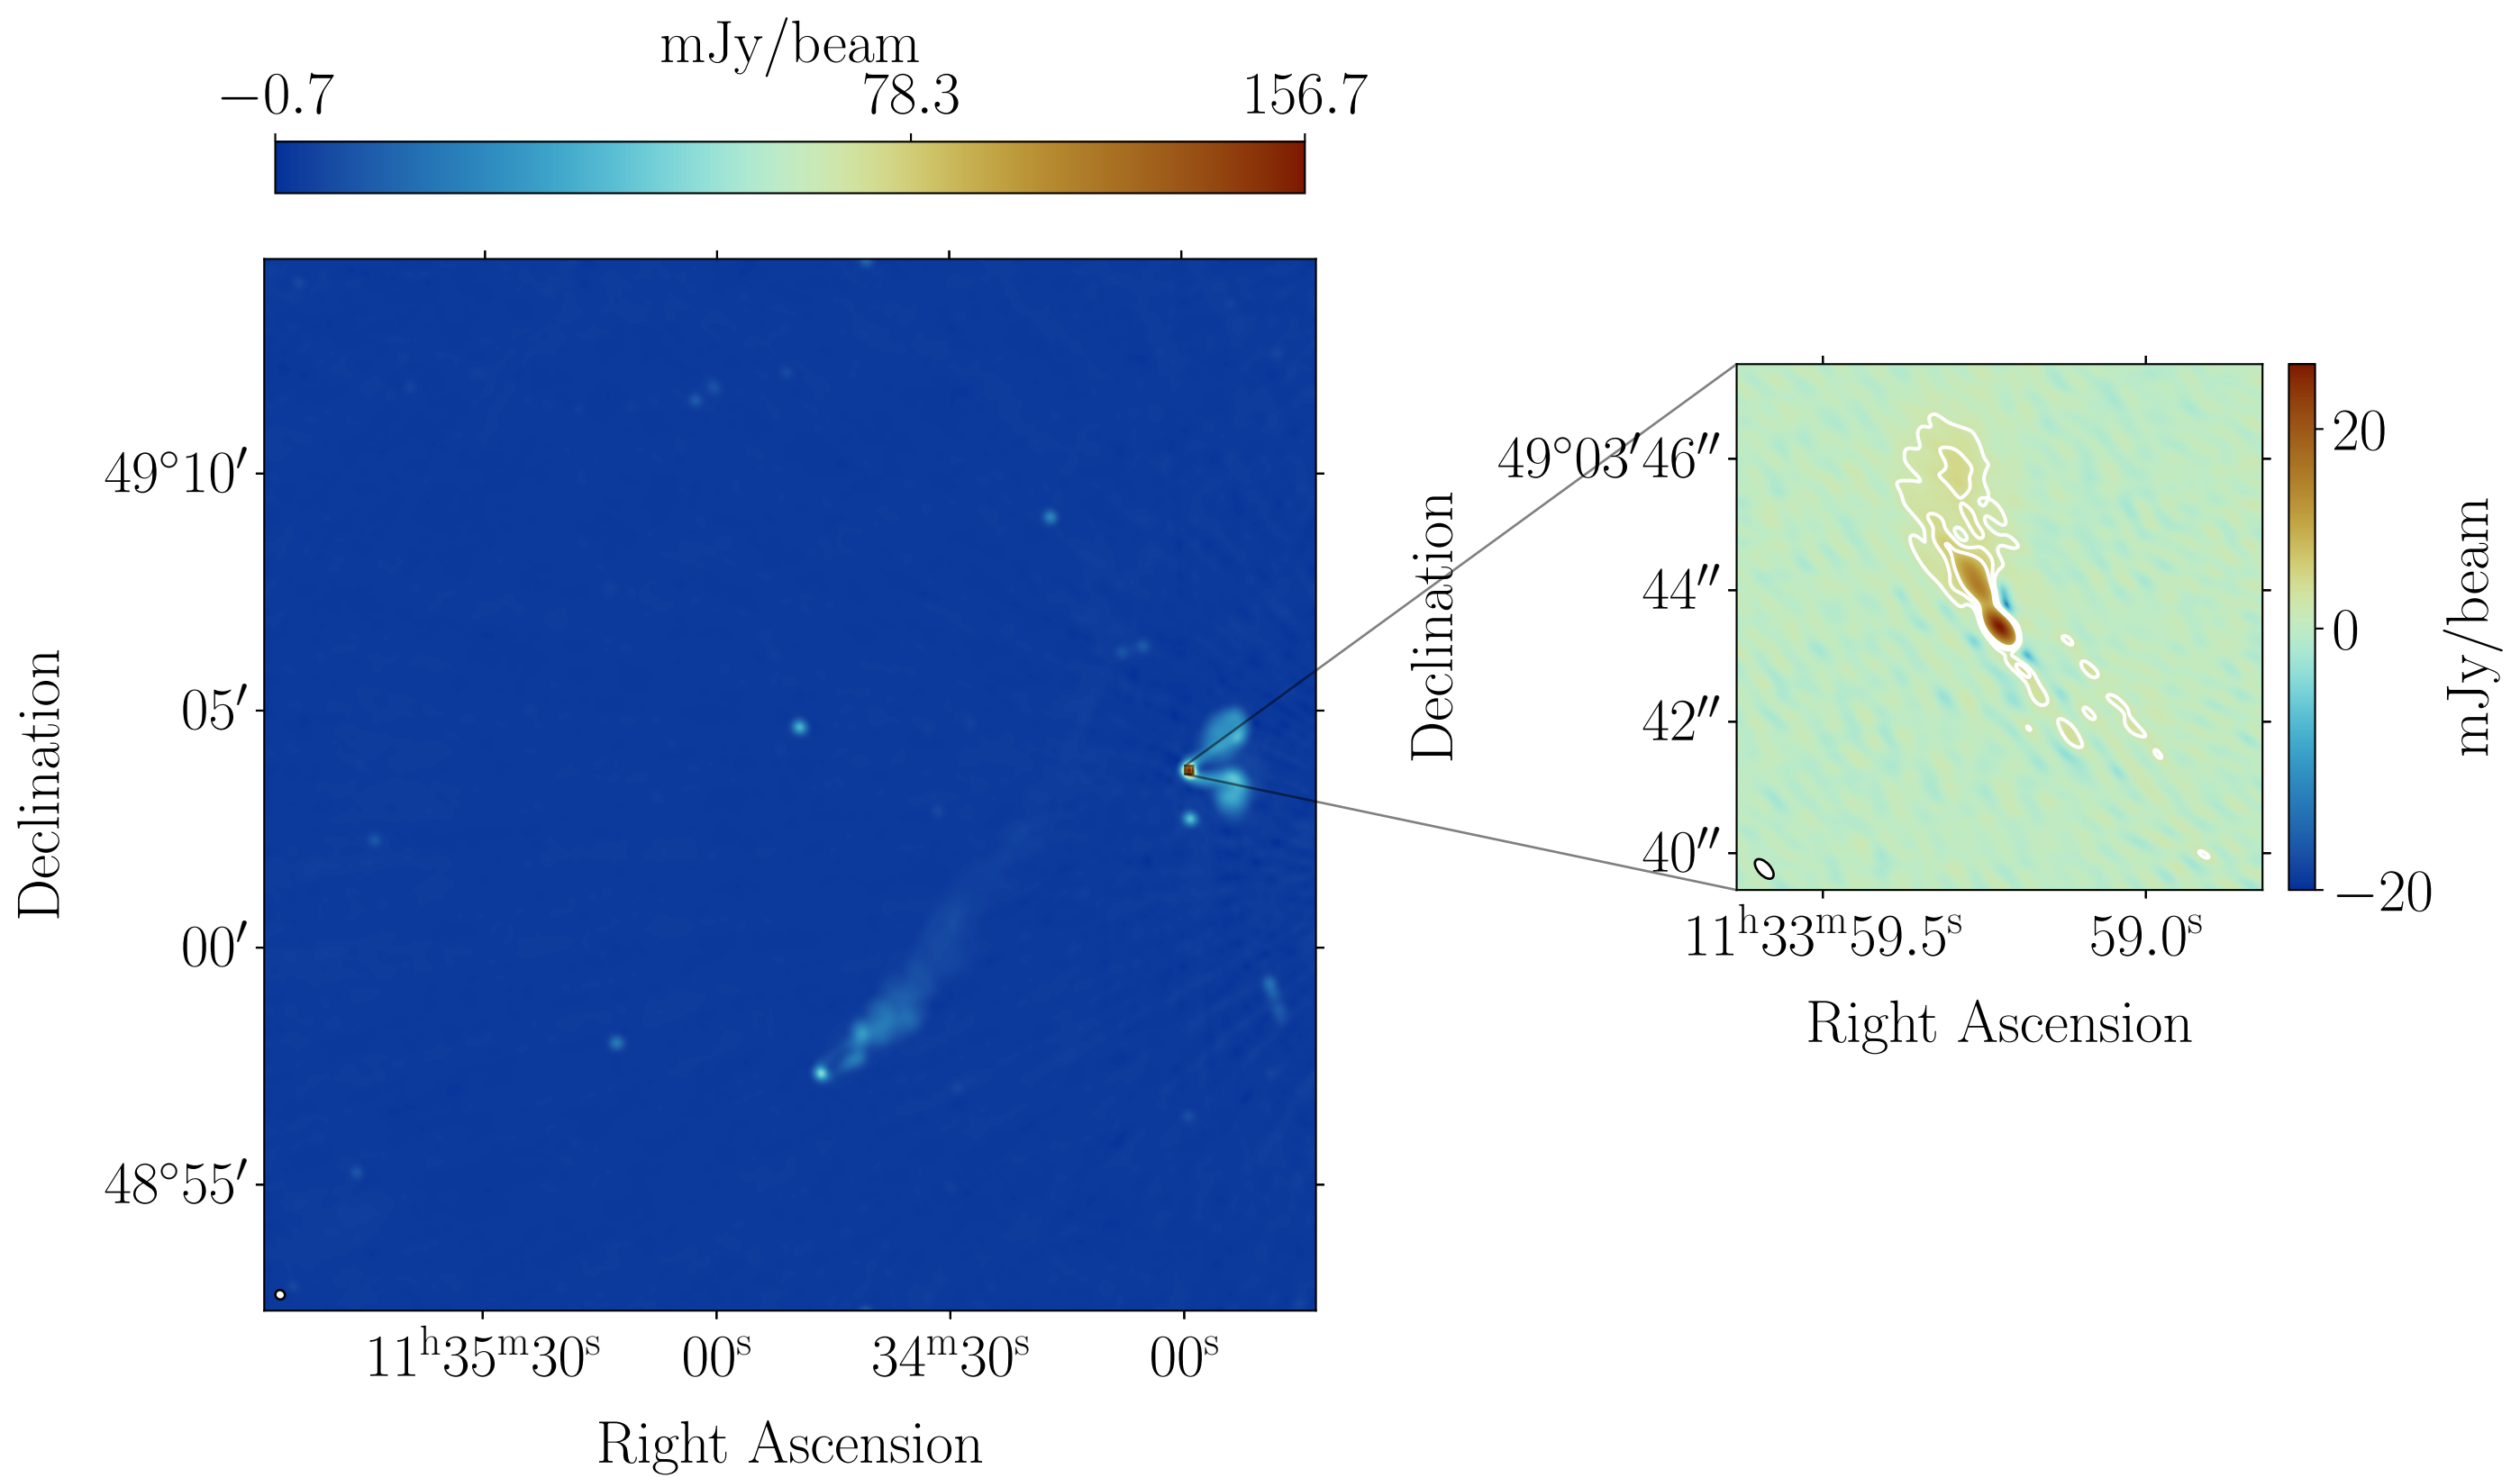 mJy/beam
−0.7 78.3 156.7
Declination
49°10′
05′
00′
48°55′
11ʰ35ᵐ30ˢ 00ˢ 34ᵐ30ˢ 00ˢ
Right Ascension
Declination
49°03′46″
44″
42″
40″
11ʰ33ᵐ59.5ˢ 59.0ˢ
Right Ascension
20
0
−20
mJy/beam